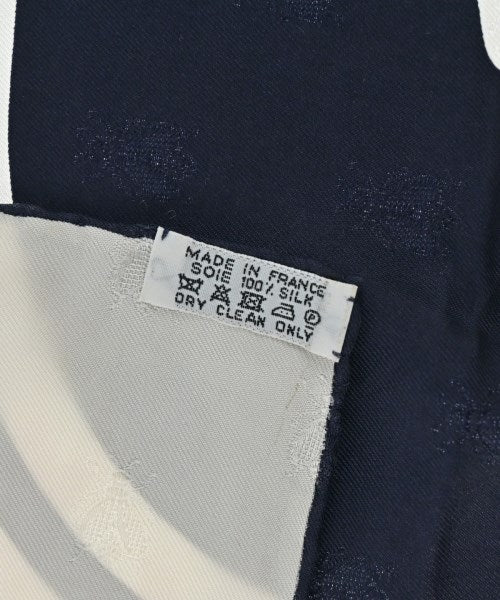 MADE IN FRANCE
SOIE 100% SILK
P
DRY CLEAN ONLY